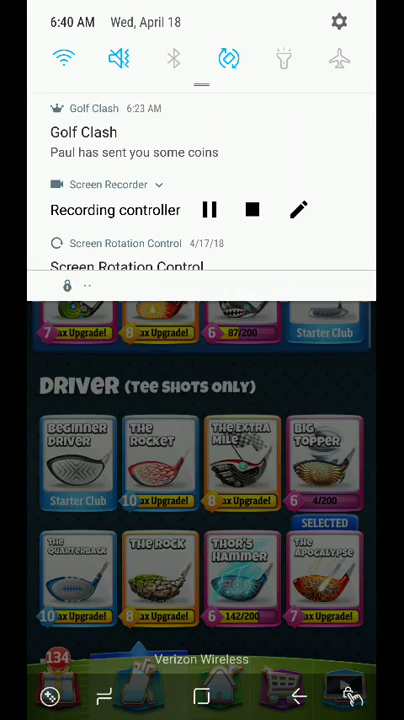 6:40 AM Wed, April 18
Golf Clash 6:23 AM
Golf Clash
Paul has sent you some coins
Screen Recorder
Recording controller
Screen Rotation Control 4/17/18
Screen Rotation Control
7 ax Upgrade! 8 ax Upgrade! 6 87/200 Starter Club
DRIVER (TEE SHOTS ONLY)
BEGINNER DRIVER
THE ROCKET
THE EXTRA MILE
BIG TOPPER
Starter Club 10 ax Upgrade! 8 ax Upgrade! 6 4/200
SELECTED
THE QUARTERBACK
THE ROCK
THOR'S HAMMER
THE APOCALYPSE
10 ax Upgrade! 8 ax Upgrade! 6 142/200 7 ax Upgrade!
134
Verizon Wireless